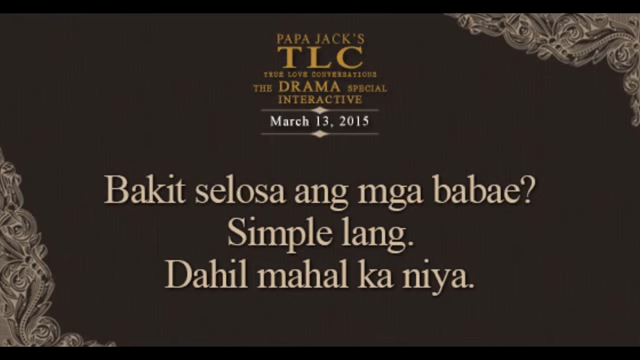 PAPA JACK'S
TLC
TRUE LOVE CONVERSATIONS
THE DRAMA SPECIAL
INTERACTIVE
March 13, 2015
Bakit selosa ang mga babae?
Simple lang.
Dahil mahal ka niya.